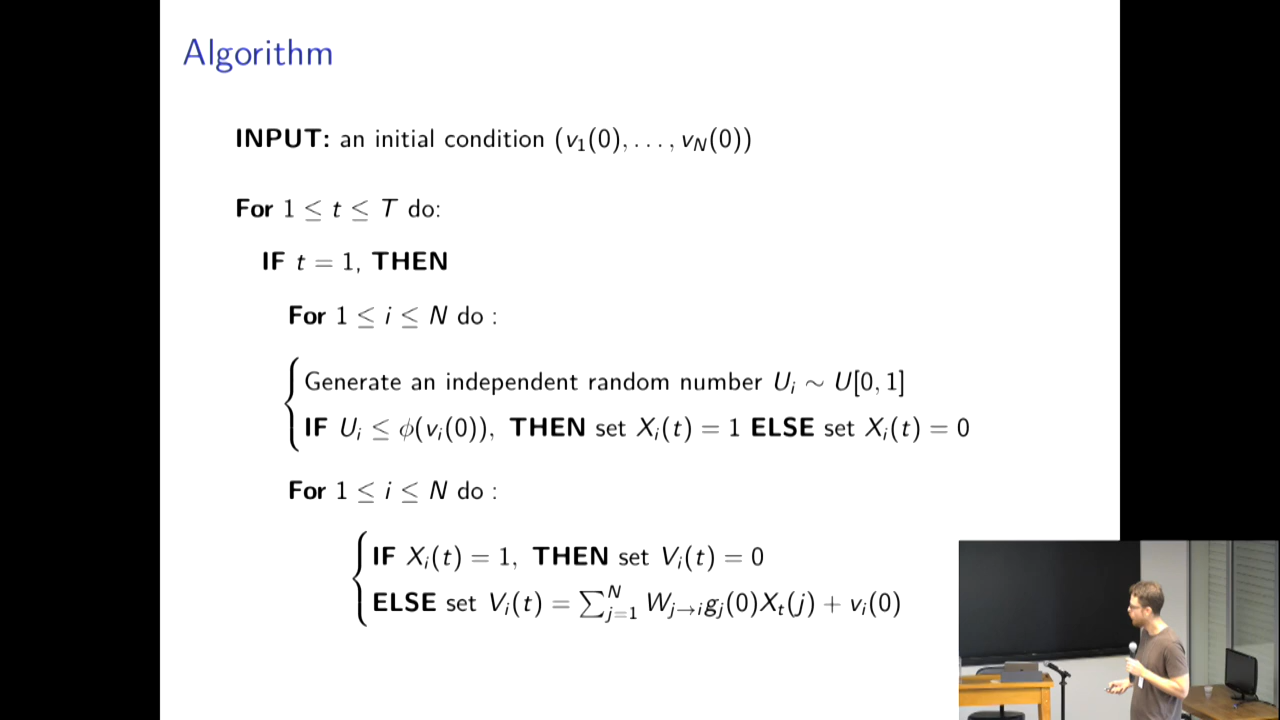 Algorithm
INPUT: an initial condition (v₁(0), . . . , v_N(0))
For 1 ≤ t ≤ T do:
IF t = 1, THEN
For 1 ≤ i ≤ N do :
Generate an independent random number U_i ∼ U[0, 1]
IF U_i ≤ ϕ(v_i(0)), THEN set X_i(t) = 1 ELSE set X_i(t) = 0
For 1 ≤ i ≤ N do :
IF X_i(t) = 1, THEN set V_i(t) = 0
ELSE set V_i(t) = ∑_{j=1}^N W_{j→i}g_j(0)X_t(j) + v_i(0)